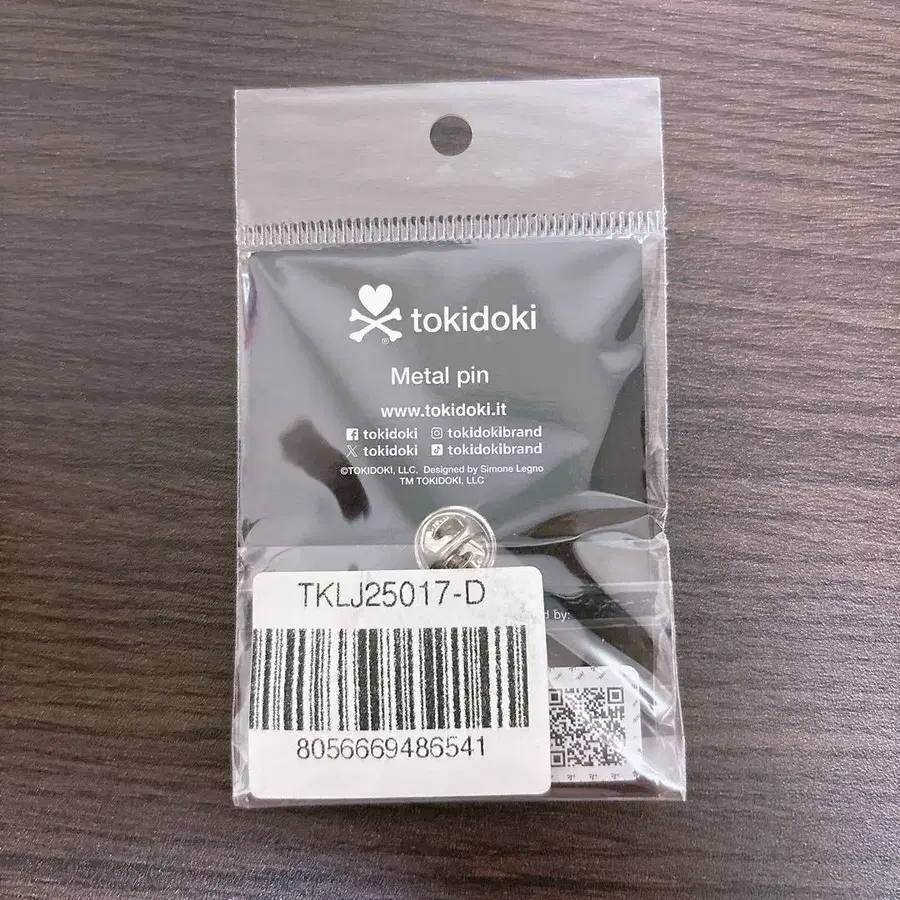 tokidoki
®
Metal pin
www.tokidoki.it
tokidoki tokidokibrand
tokidoki tokidokibrand
©TOKIDOKI, LLC. Designed by Simone Legno
TM TOKIDOKI, LLC
TKLJ25017-D
by:
8056669486541